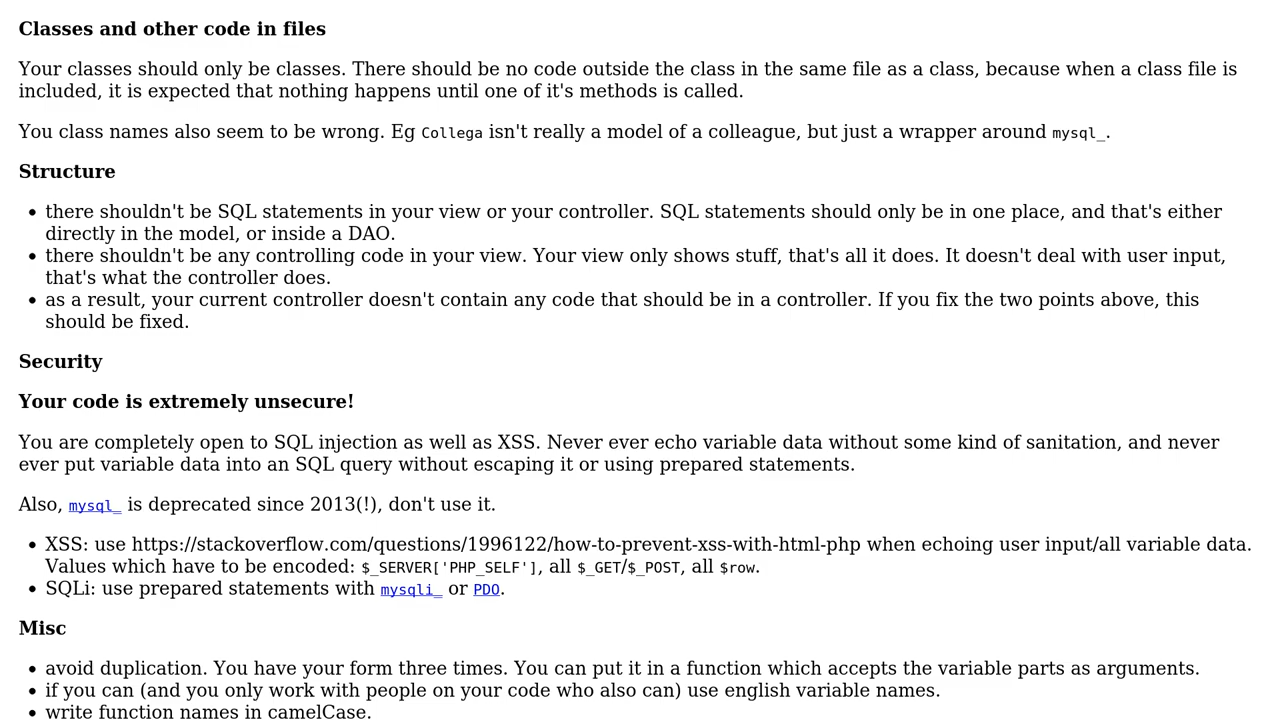 Classes and other code in files
Your classes should only be classes. There should be no code outside the class in the same file as a class, because when a class file is
included, it is expected that nothing happens until one of it's methods is called.
You class names also seem to be wrong. Eg Collega isn't really a model of a colleague, but just a wrapper around mysql_.
Structure
• there shouldn't be SQL statements in your view or your controller. SQL statements should only be in one place, and that's either
directly in the model, or inside a DAO.
• there shouldn't be any controlling code in your view. Your view only shows stuff, that's all it does. It doesn't deal with user input,
that's what the controller does.
• as a result, your current controller doesn't contain any code that should be in a controller. If you fix the two points above, this
should be fixed.
Security
Your code is extremely unsecure!
You are completely open to SQL injection as well as XSS. Never ever echo variable data without some kind of sanitation, and never
ever put variable data into an SQL query without escaping it or using prepared statements.
Also, mysql_ is deprecated since 2013(!), don't use it.
• XSS: use https://stackoverflow.com/questions/1996122/how-to-prevent-xss-with-html-php when echoing user input/all variable data.
Values which have to be encoded: $_SERVER['PHP_SELF'], all $_GET/$_POST, all $row.
• SQLi: use prepared statements with mysqli_ or PDO.
Misc
• avoid duplication. You have your form three times. You can put it in a function which accepts the variable parts as arguments.
• if you can (and you only work with people on your code who also can) use english variable names.
• write function names in camelCase.